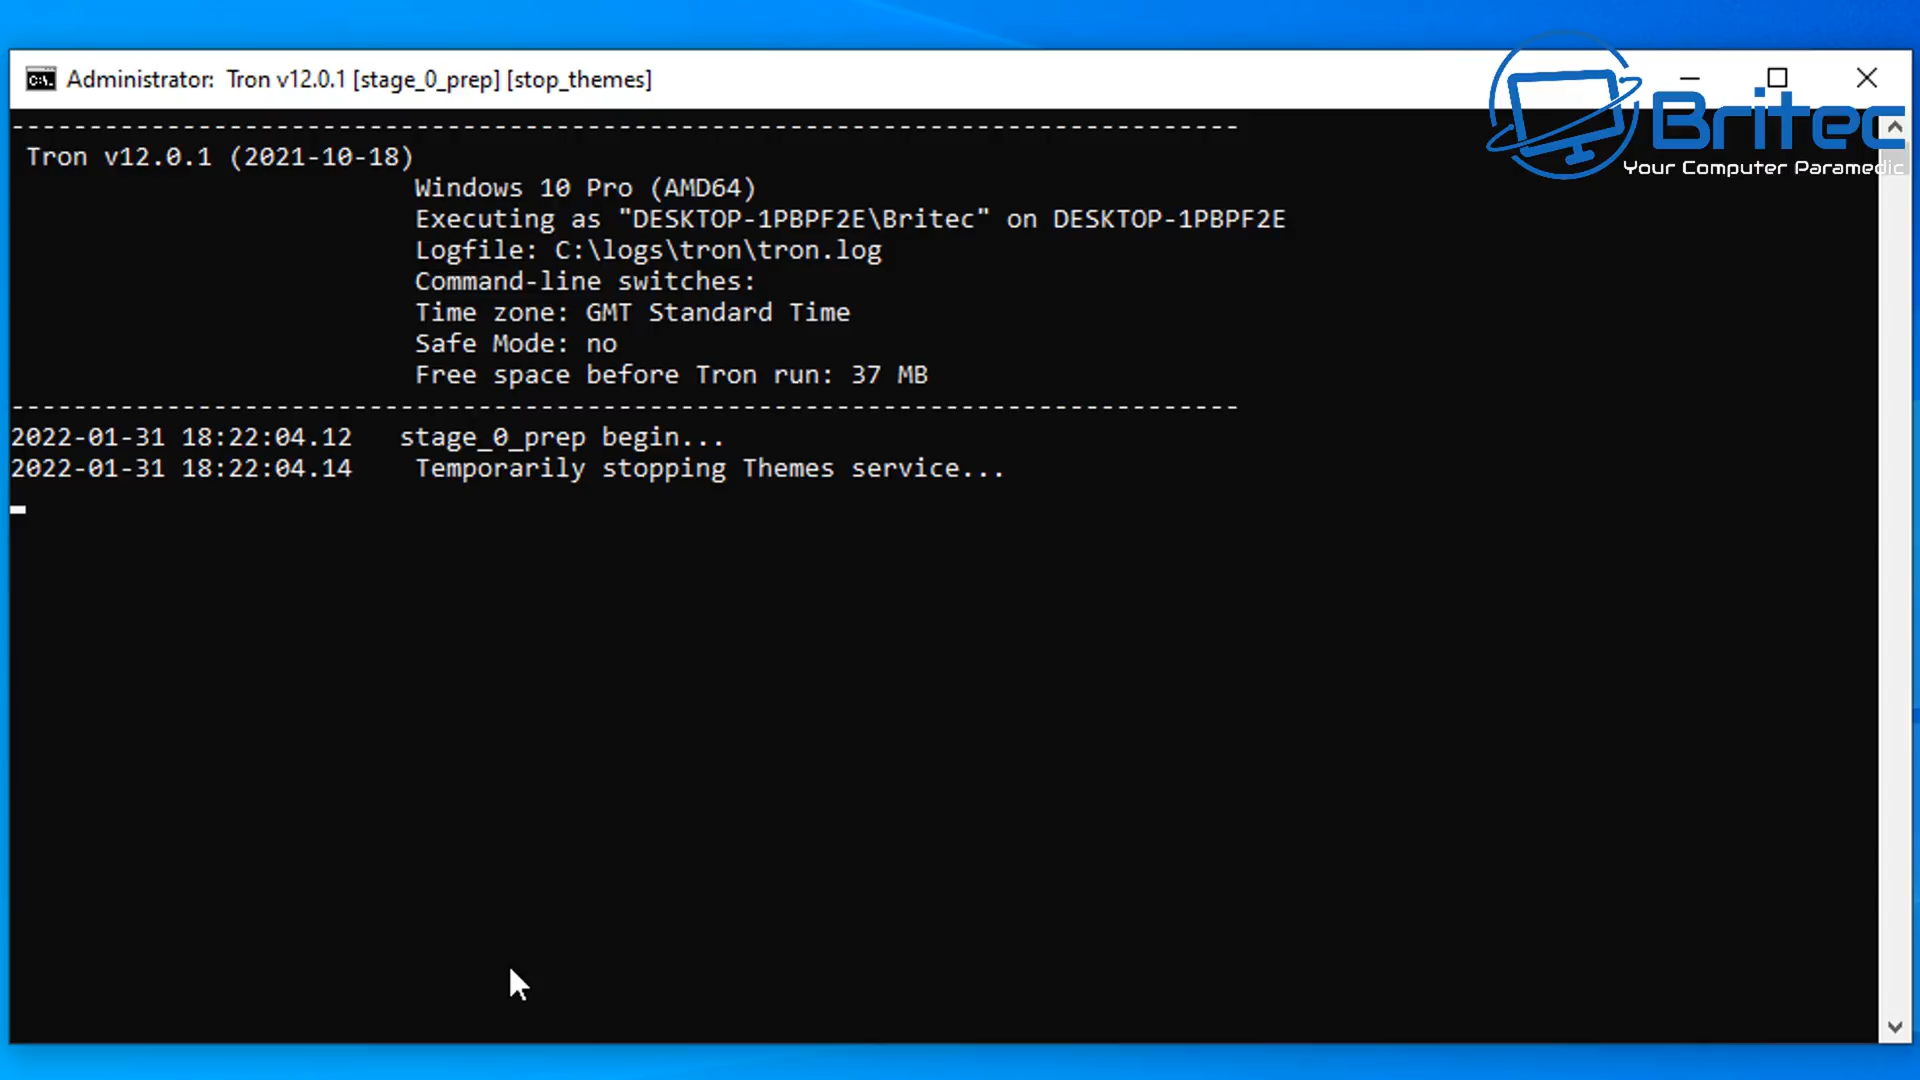 Administrator:  Tron v12.0.1 [stage_0_prep] [stop_themes]
Britec
Your Computer Paramedic
-------------------------------------------------------------------------------
Tron v12.0.1 (2021-10-18)
Windows 10 Pro (AMD64)
Executing as "DESKTOP-1PBPF2E\Britec" on DESKTOP-1PBPF2E
Logfile: C:\logs\tron\tron.log
Command-line switches:
Time zone: GMT Standard Time
Safe Mode: no
Free space before Tron run: 37 MB
-------------------------------------------------------------------------------
2022-01-31 18:22:04.12   stage_0_prep begin...
2022-01-31 18:22:04.14    Temporarily stopping Themes service...